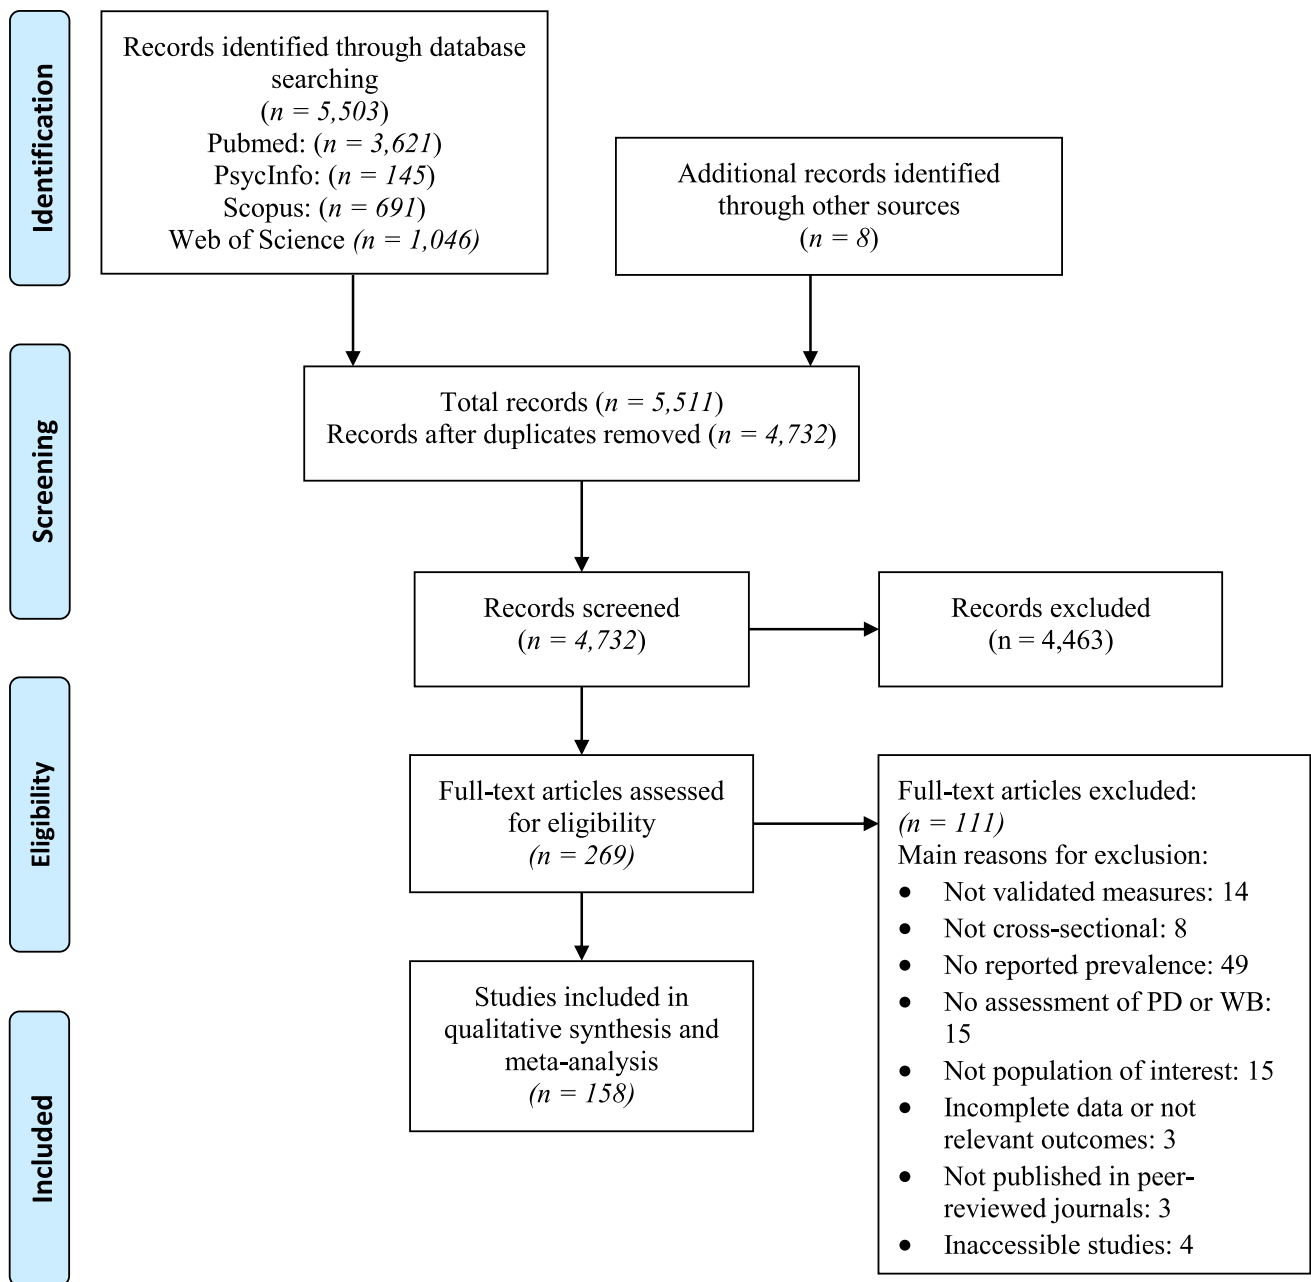 Identification
Records identified through database
searching
(n = 5,503)
Pubmed: (n = 3,621)
PsycInfo: (n = 145)
Scopus: (n = 691)
Web of Science (n = 1,046)
Additional records identified
through other sources
(n = 8)
Screening
Total records (n = 5,511)
Records after duplicates removed (n = 4,732)
Records screened
(n = 4,732)
Records excluded
(n = 4,463)
Eligibility
Full-text articles assessed
for eligibility
(n = 269)
Full-text articles excluded:
(n = 111)
Main reasons for exclusion:
• Not validated measures: 14
• Not cross-sectional: 8
• No reported prevalence: 49
• No assessment of PD or WB:
15
• Not population of interest: 15
• Incomplete data or not
relevant outcomes: 3
• Not published in peer-
reviewed journals: 3
• Inaccessible studies: 4
Included
Studies included in
qualitative synthesis and
meta-analysis
(n = 158)